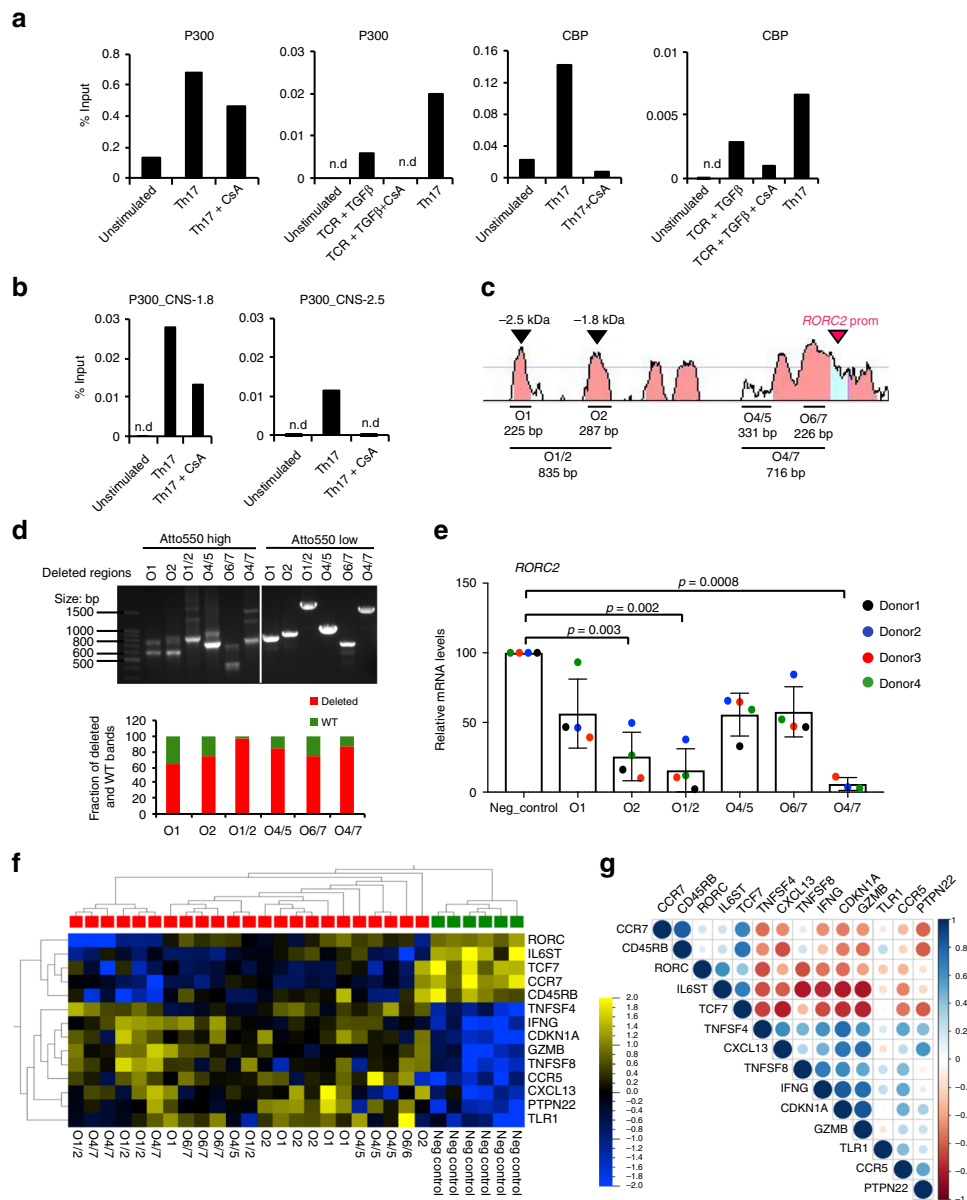 a
P300
P300
CBP
CBP
% Input
0.8
0.6
0.4
0.2
0
Unstimulated
Th17
Th17 + CsA
0.03
0.02
0.01
0
n.d
n.d
Unstimulated
TCR + TGFβ
TCR + TGFβ+CsA
Th17
0.16
0.12
0.08
0.04
0
Unstimulated
Th17
Th17+CsA
0.01
0.005
0
n.d
Unstimulated
TCR + TGFβ
TCR + TGFβ + CsA
Th17
b
P300_CNS-1.8
P300_CNS-2.5
% Input
0.03
0.02
0.01
0
n.d
Unstimulated
Th17
Th17 + CsA
0.03
0.02
0.01
0
n.d
n.d
Unstimulated
Th17
Th17 + CsA
c
−2.5 kDa
−1.8 kDa
RORC2 prom
O1
225 bp
O2
287 bp
O4/5
331 bp
O6/7
226 bp
O1/2
835 bp
O4/7
716 bp
d
Atto550 high
Atto550 low
Deleted regions
O1
O2
O1/2
O4/5
O6/7
O4/7
O1
O2
O1/2
O4/5
O6/7
O4/7
Size: bp
1500
1000
800
600
500
Deleted
WT
Fraction of deleted
and WT bands
120
100
80
60
40
20
0
O1
O2
O1/2
O4/5
O6/7
O4/7
e
RORC2
Relative mRNA levels
150
100
50
0
p = 0.0008
p = 0.002
p = 0.003
Donor1
Donor2
Donor3
Donor4
Neg_control
O1
O2
O1/2
O4/5
O6/7
O4/7
f
RORC
IL6ST
TCF7
CCR7
CD45RB
TNFSF4
IFNG
CDKN1A
GZMB
TNFSF8
CCR5
CXCL13
PTPN22
TLR1
2.0
1.8
1.6
1.4
1.2
1.0
0.8
0.6
0.4
0.2
0.0
−0.2
−0.4
−0.6
−0.8
−1.0
−1.2
−1.4
−1.6
−1.8
−2.0
O1/2
O4/7
O4/7
O1/2
O1/2
O4/7
O1
O6/7
O6/7
O6/7
O4/5
O1
O2
O1
O2
O2
O1
O1
O4/5
O2
O4/5
O6/6
O2
Neg control
Neg control
Neg control
Neg control
Neg control
Neg control
g
CCR7
CD45RB
RORC
IL6ST
TCF7
TNFSF4
CXCL13
TNFSF8
IFNG
CDKN1A
GZMB
TLR1
CCR5
PTPN22
CCR7
CD45RB
RORC
IL6ST
TCF7
TNFSF4
CXCL13
TNFSF8
IFNG
CDKN1A
GZMB
TLR1
CCR5
PTPN22
1
0.8
0.6
0.4
0.2
0
−0.2
−0.4
−0.6
−0.8
−1